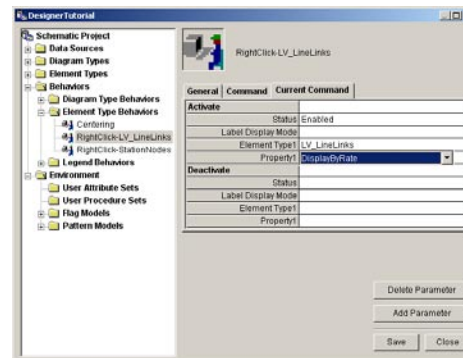 DesignerTutorial
Schematic Project
Data Sources
Diagram Types
Element Types
Behaviors
Diagram Type Behaviors
Element Type Behaviors
Centering
RightClick-LV_LineLinks
RightClick-StationNodes
Legend Behaviors
Environment
User Attribute Sets
User Procedure Sets
Flag Models
Pattern Models
RightClick-LV_LineLinks
General Command Current Command
Activate
Status Enabled
Label Display Mode
Element Type1 LV_LineLinks
Property1 DisplayByRate
Deactivate
Status
Label Display Mode
Element Type1
Property1
Delete Parameter
Add Parameter
Save Close